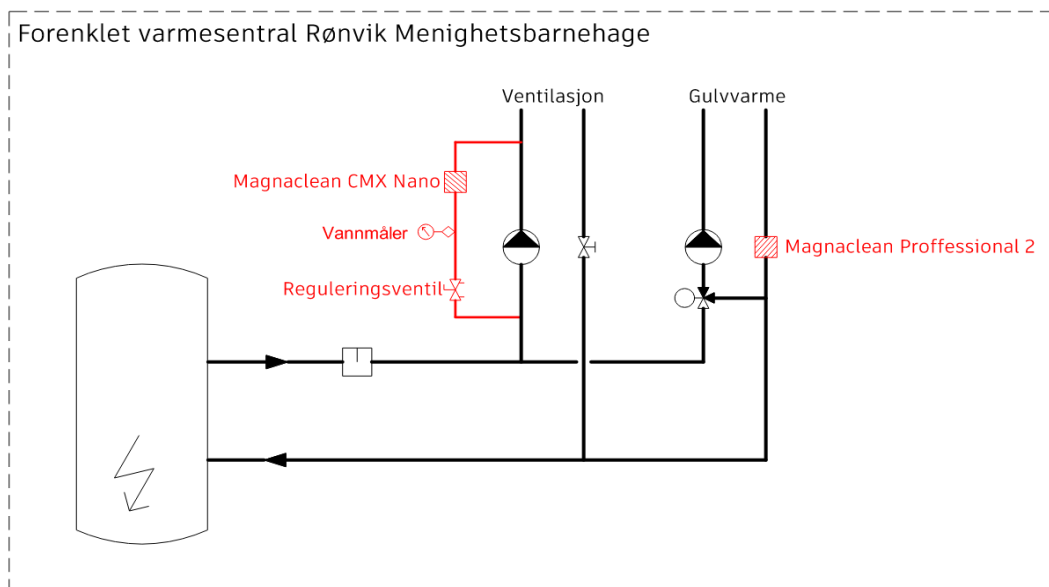 Forenklet varmesentral Rønvik Menighetsbarnehage
Ventilasjon
Gulvvarme
Magnaclean CMX Nano
Vannmåler
Magnaclean Proffessional 2
Reguleringsventil